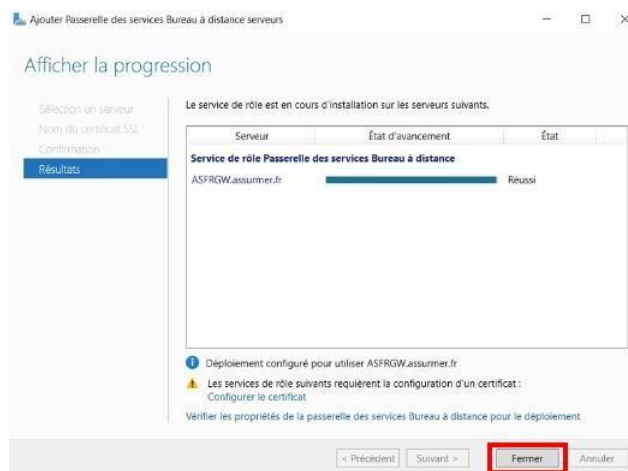 Ajouter Passerelle des services Bureau à distance serveurs
Afficher la progression
Sélection un serveur
Nom du certificat SSL
Confirmation
Résultats
Le service de rôle est en cours d'installation sur les serveurs suivants.
Serveur État d'avancement État
Service de rôle Passerelle des services Bureau à distance
ASFRGW.assurmer.fr Réussi
Déploiement configuré pour utiliser ASFRGW.assurmer.fr
Les services de rôle suivants requièrent la configuration d'un certificat :
Configurer le certificat
Vérifier les propriétés de la passerelle des services Bureau à distance pour le déploiement
< Précédent Suivant > Fermer Annuler